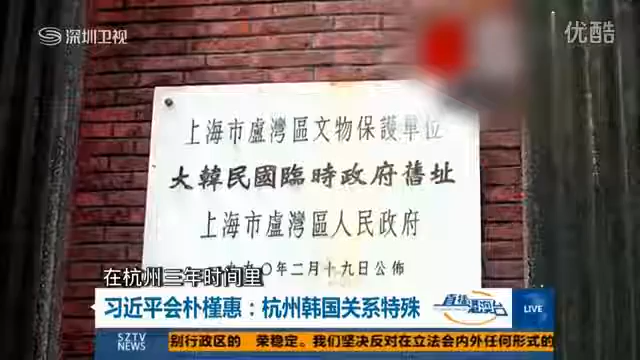 深圳卫视
优酷
上海市盧灣區文物保護單位
大韓民國臨時政府舊址
上海市盧灣區人民政府
九九〇年二月十九日公佈
在杭州三年时间里
习近平会朴槿惠：杭州韩国关系特殊
直播港澳台
LIVE
SZTV
NEWS
别行政区的 荣稳定。我们坚决反对在立法会内外任何形式的